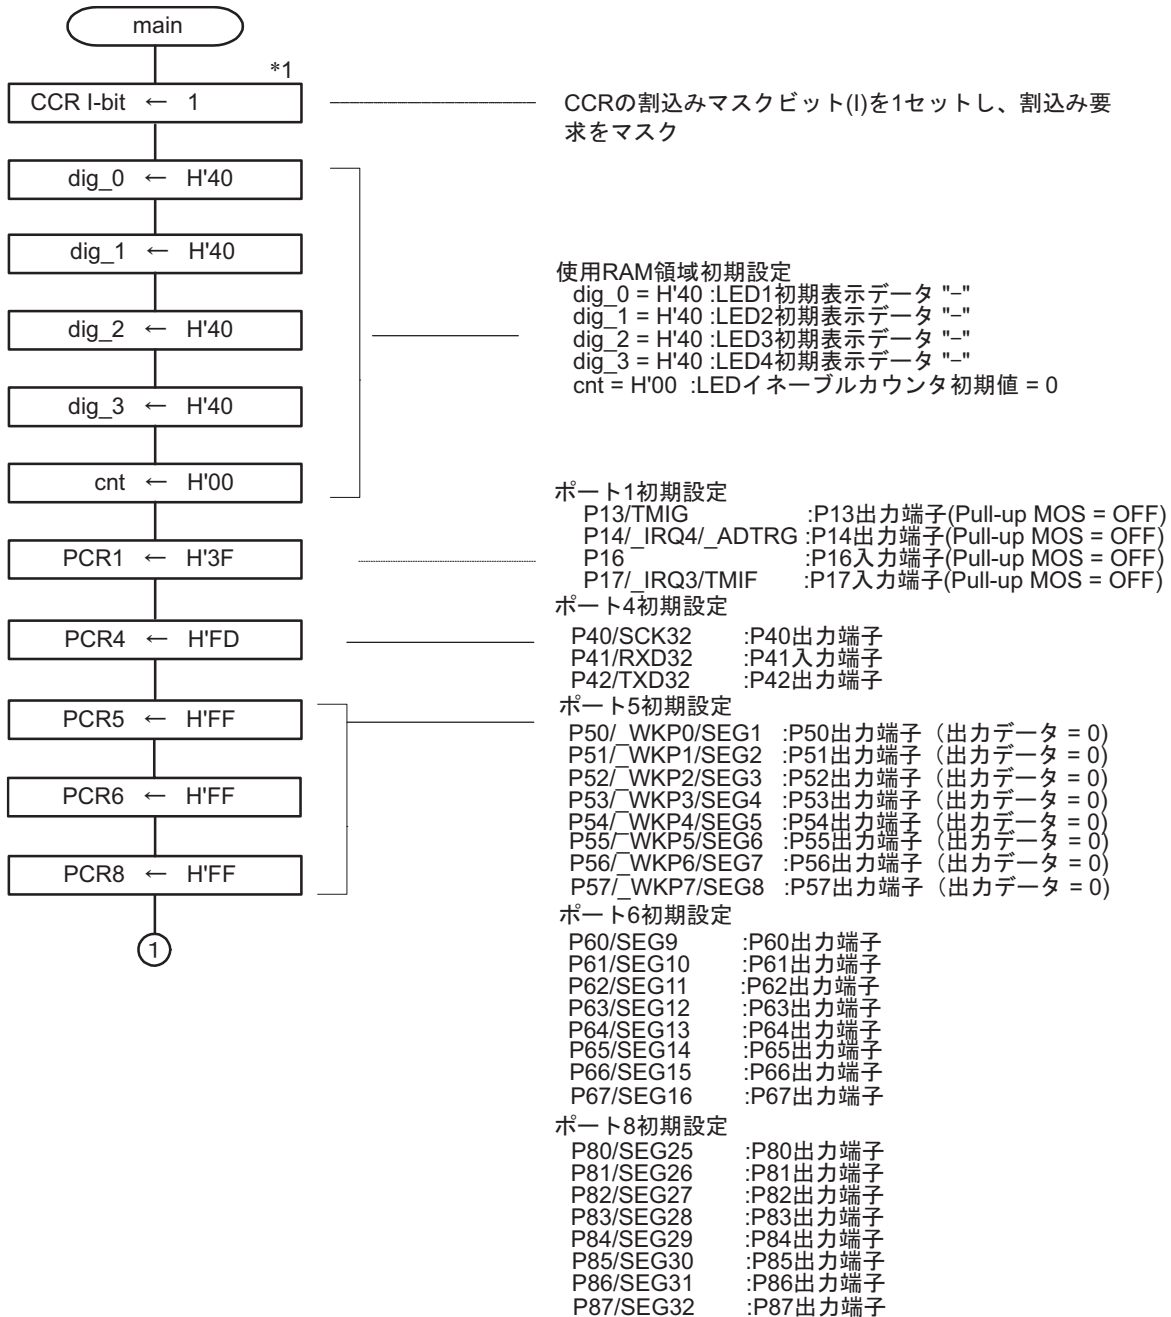 main
*1
CCR I-bit ← 1
CCRの割込みマスクビット(I)を1セットし、割込み要
求をマスク
dig_0 ← H'40
dig_1 ← H'40
dig_2 ← H'40
dig_3 ← H'40
cnt ← H'00
使用RAM領域初期設定
dig_0 = H'40 :LED1初期表示データ "−"
dig_1 = H'40 :LED2初期表示データ "−"
dig_2 = H'40 :LED3初期表示データ "−"
dig_3 = H'40 :LED4初期表示データ "−"
cnt = H'00 :LEDイネーブルカウンタ初期値 = 0
PCR1 ← H'3F
ポート1初期設定
P13/TMIG :P13出力端子(Pull-up MOS = OFF)
P14/_IRQ4/_ADTRG :P14出力端子(Pull-up MOS = OFF)
P16 :P16入力端子(Pull-up MOS = OFF)
P17/_IRQ3/TMIF :P17入力端子(Pull-up MOS = OFF)
PCR4 ← H'FD
ポート4初期設定
P40/SCK32 :P40出力端子
P41/RXD32 :P41入力端子
P42/TXD32 :P42出力端子
PCR5 ← H'FF
PCR6 ← H'FF
PCR8 ← H'FF
1
ポート5初期設定
P50/_WKP0/SEG1 :P50出力端子（出力データ = 0)
P51/_WKP1/SEG2 :P51出力端子（出力データ = 0)
P52/_WKP2/SEG3 :P52出力端子（出力データ = 0)
P53/_WKP3/SEG4 :P53出力端子（出力データ = 0)
P54/_WKP4/SEG5 :P54出力端子（出力データ = 0)
P55/_WKP5/SEG6 :P55出力端子（出力データ = 0)
P56/_WKP6/SEG7 :P56出力端子（出力データ = 0)
P57/_WKP7/SEG8 :P57出力端子（出力データ = 0)
ポート6初期設定
P60/SEG9 :P60出力端子
P61/SEG10 :P61出力端子
P62/SEG11 :P62出力端子
P63/SEG12 :P63出力端子
P64/SEG13 :P64出力端子
P65/SEG14 :P65出力端子
P66/SEG15 :P66出力端子
P67/SEG16 :P67出力端子
ポート8初期設定
P80/SEG25 :P80出力端子
P81/SEG26 :P81出力端子
P82/SEG27 :P82出力端子
P83/SEG28 :P83出力端子
P84/SEG29 :P84出力端子
P85/SEG30 :P85出力端子
P86/SEG31 :P86出力端子
P87/SEG32 :P87出力端子